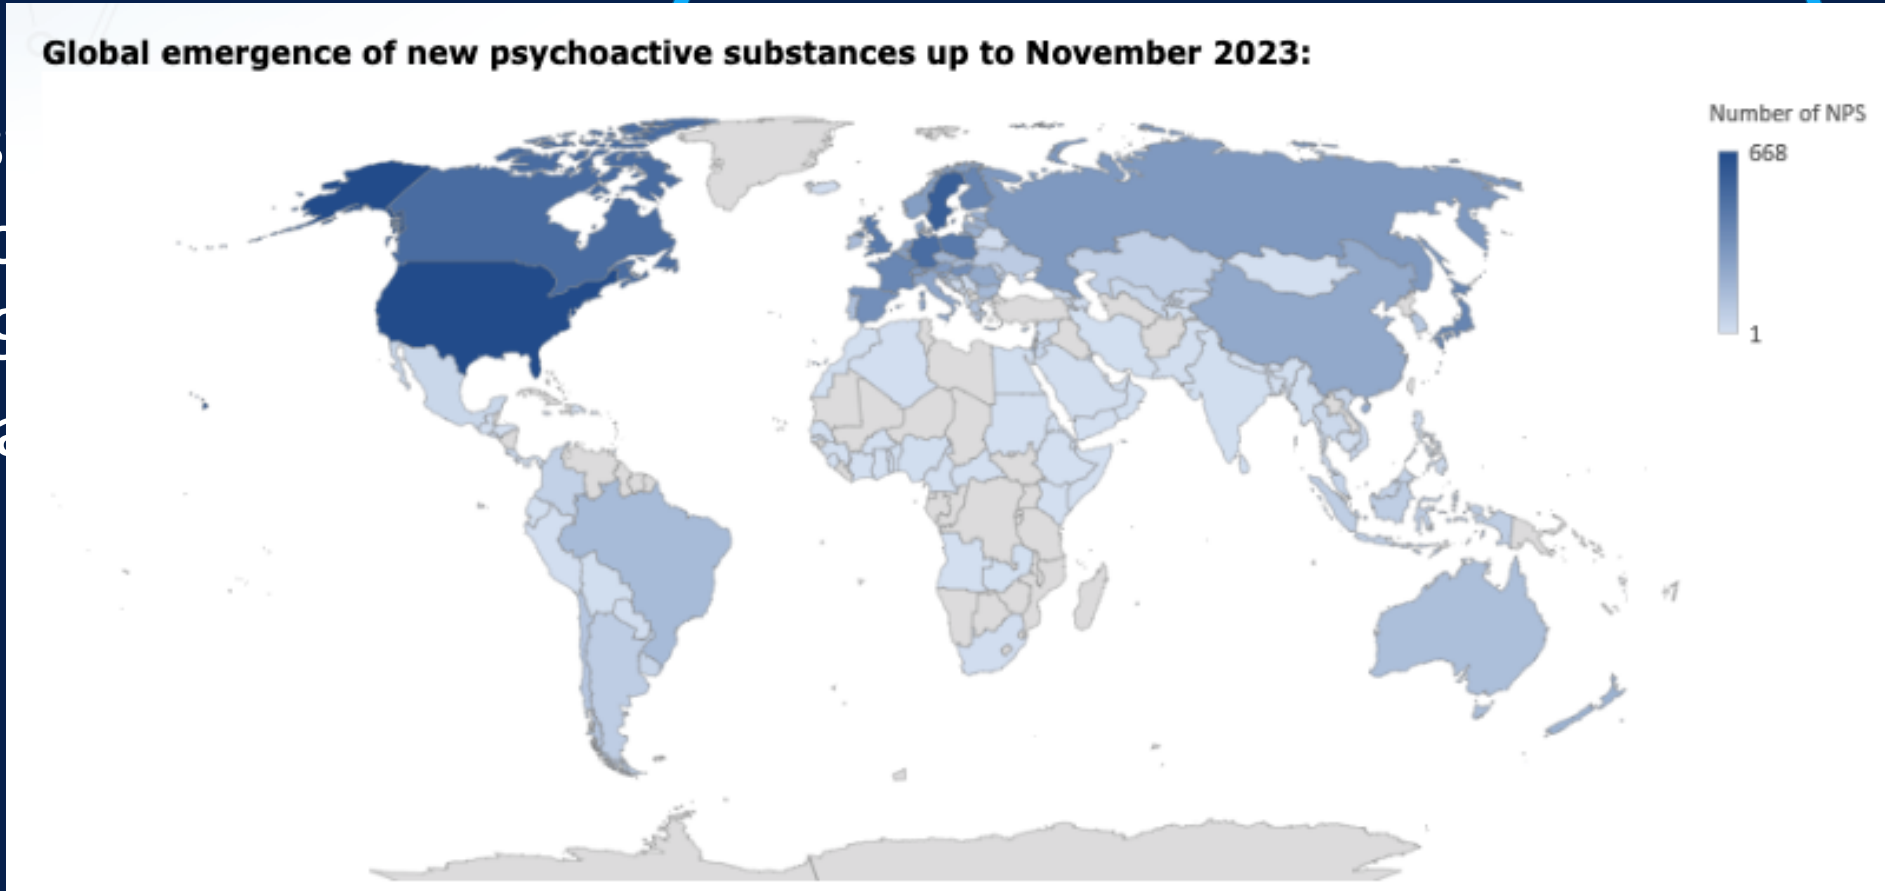 Global emergence of new psychoactive substances up to November 2023:
Number of NPS
668
1